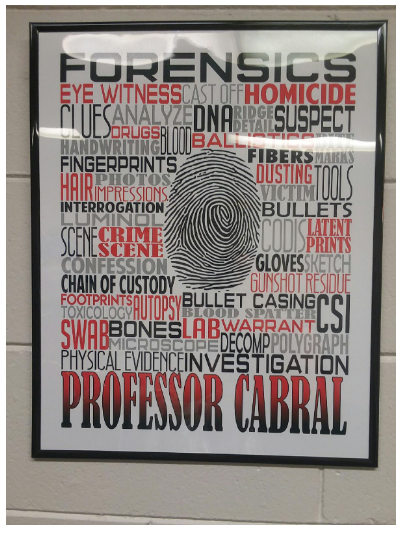 FORENSICS
EYE WITNESS CAST OFF HOMICIDE
CLUES ANALYZE DNA RIDGE DETAIL SUSPECT
HANDWRITING DRUGS BLOOD BALLISTICS
FINGERPRINTS FIBERS MARKS
HAIR PHOTOS DUSTING TOOLS
IMPRESSIONS VICTIM
INTERROGATION BULLETS
LUMINOL
SCENE CRIME SCENE CODIS LATENT PRINTS
CONFESSION GLOVES SKETCH
CHAIN OF CUSTODY GUNSHOT RESIDUE
FOOTPRINTS AUTOPSY BULLET CASING CSI
TOXICOLOGY BLOOD SPATTER
SWAB BONES LAB WARRANT
MICROSCOPE DECOMP POLYGRAPH
PHYSICAL EVIDENCE INVESTIGATION
PROFESSOR CABRAL